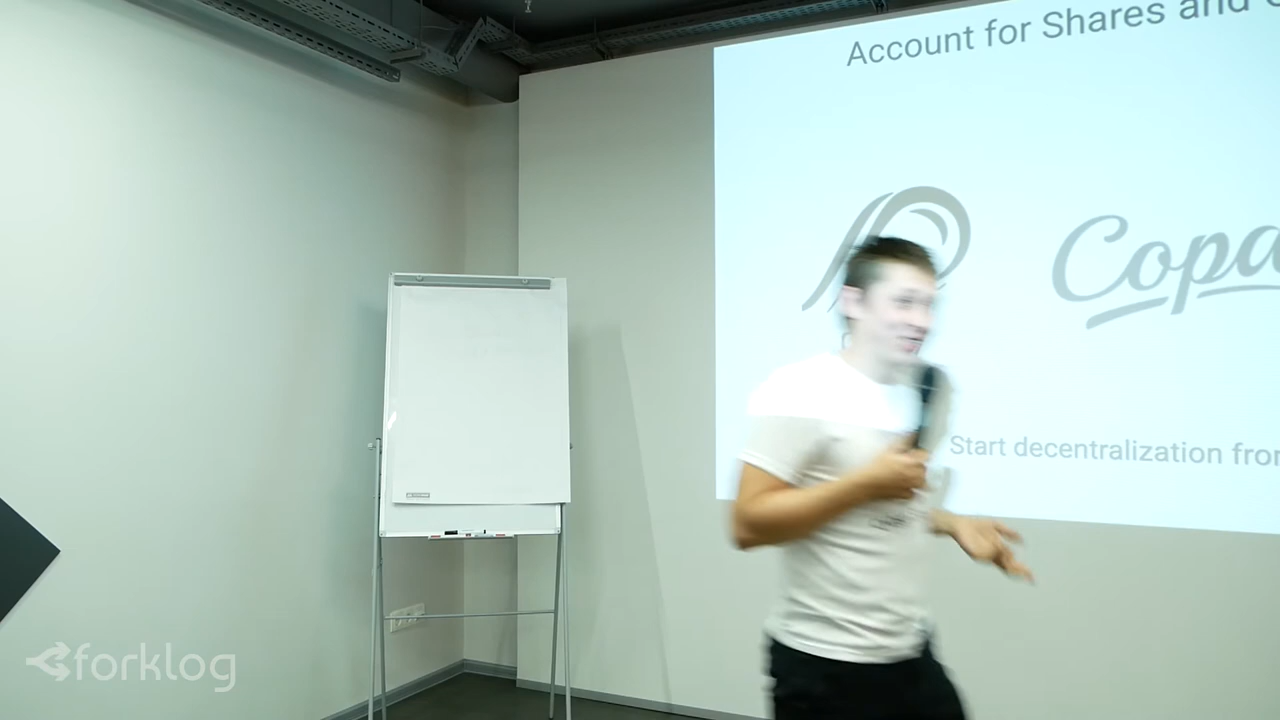 Account for Shares and
Copa
Start decentralization from
forklog